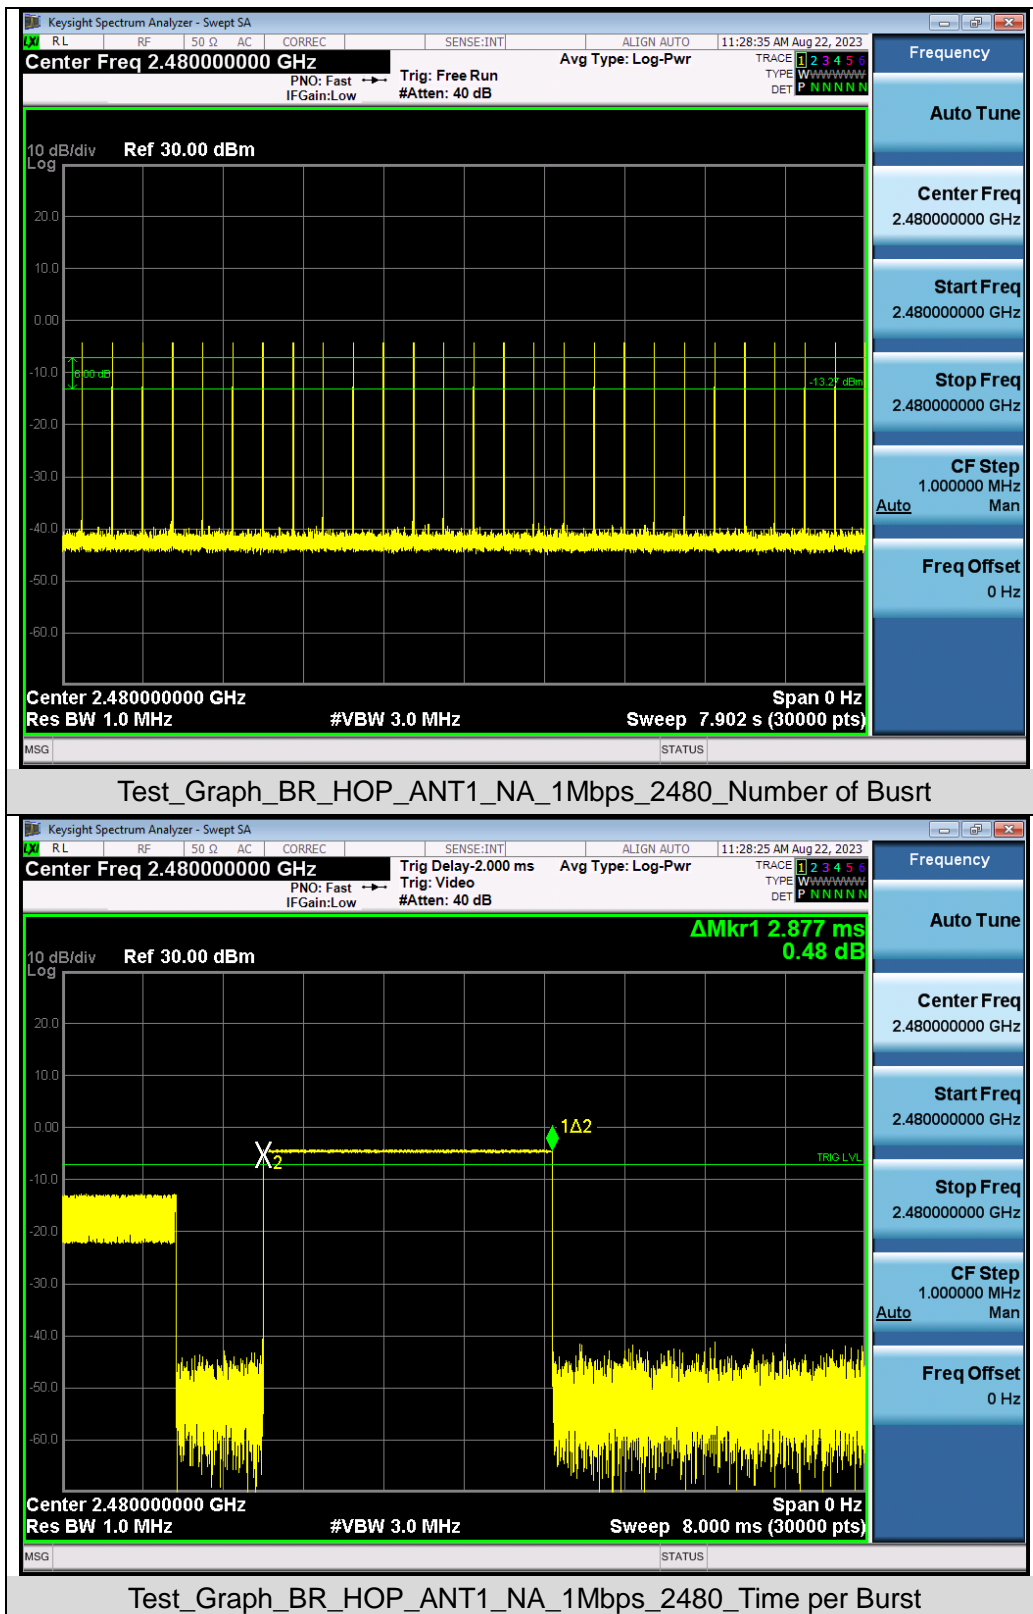 Keysight Spectrum Analyzer - Swept SA
LXI RL RF 50 Ω AC CORREC SENSE:INT ALIGN AUTO 11:28:35 AM Aug 22, 2023
Center Freq 2.480000000 GHz
PNO: Fast
IFGain:Low
Trig: Free Run
#Atten: 40 dB
Avg Type: Log-Pwr
TRACE 1 2 3 4 5 6
TYPE WWWWWWW
DET P N N N N N
Frequency
Auto Tune
Center Freq
2.480000000 GHz
Start Freq
2.480000000 GHz
Stop Freq
2.480000000 GHz
CF Step
1.000000 MHz
Auto Man
Freq Offset
0 Hz
10 dB/div Ref 30.00 dBm
Log
20.0
10.0
0.00
-10.0
6.00 dB
-13.27 dBm
-20.0
-30.0
-40.0
-50.0
-60.0
Center 2.480000000 GHz Span 0 Hz
Res BW 1.0 MHz #VBW 3.0 MHz Sweep 7.902 s (30000 pts)
MSG STATUS
Test_Graph_BR_HOP_ANT1_NA_1Mbps_2480_Number of Busrt
Keysight Spectrum Analyzer - Swept SA
LXI RL RF 50 Ω AC CORREC SENSE:INT ALIGN AUTO 11:28:25 AM Aug 22, 2023
Center Freq 2.480000000 GHz
PNO: Fast
IFGain:Low
Trig Delay-2.000 ms
Trig: Video
#Atten: 40 dB
Avg Type: Log-Pwr
TRACE 1 2 3 4 5 6
TYPE WWWWWWW
DET P N N N N N
Frequency
Auto Tune
Center Freq
2.480000000 GHz
Start Freq
2.480000000 GHz
Stop Freq
2.480000000 GHz
CF Step
1.000000 MHz
Auto Man
Freq Offset
0 Hz
ΔMkr1 2.877 ms
0.48 dB
10 dB/div Ref 30.00 dBm
Log
20.0
10.0
0.00
1Δ2
X2
TRIG LVL
-10.0
-20.0
-30.0
-40.0
-50.0
-60.0
Center 2.480000000 GHz Span 0 Hz
Res BW 1.0 MHz #VBW 3.0 MHz Sweep 8.000 ms (30000 pts)
MSG STATUS
Test_Graph_BR_HOP_ANT1_NA_1Mbps_2480_Time per Burst